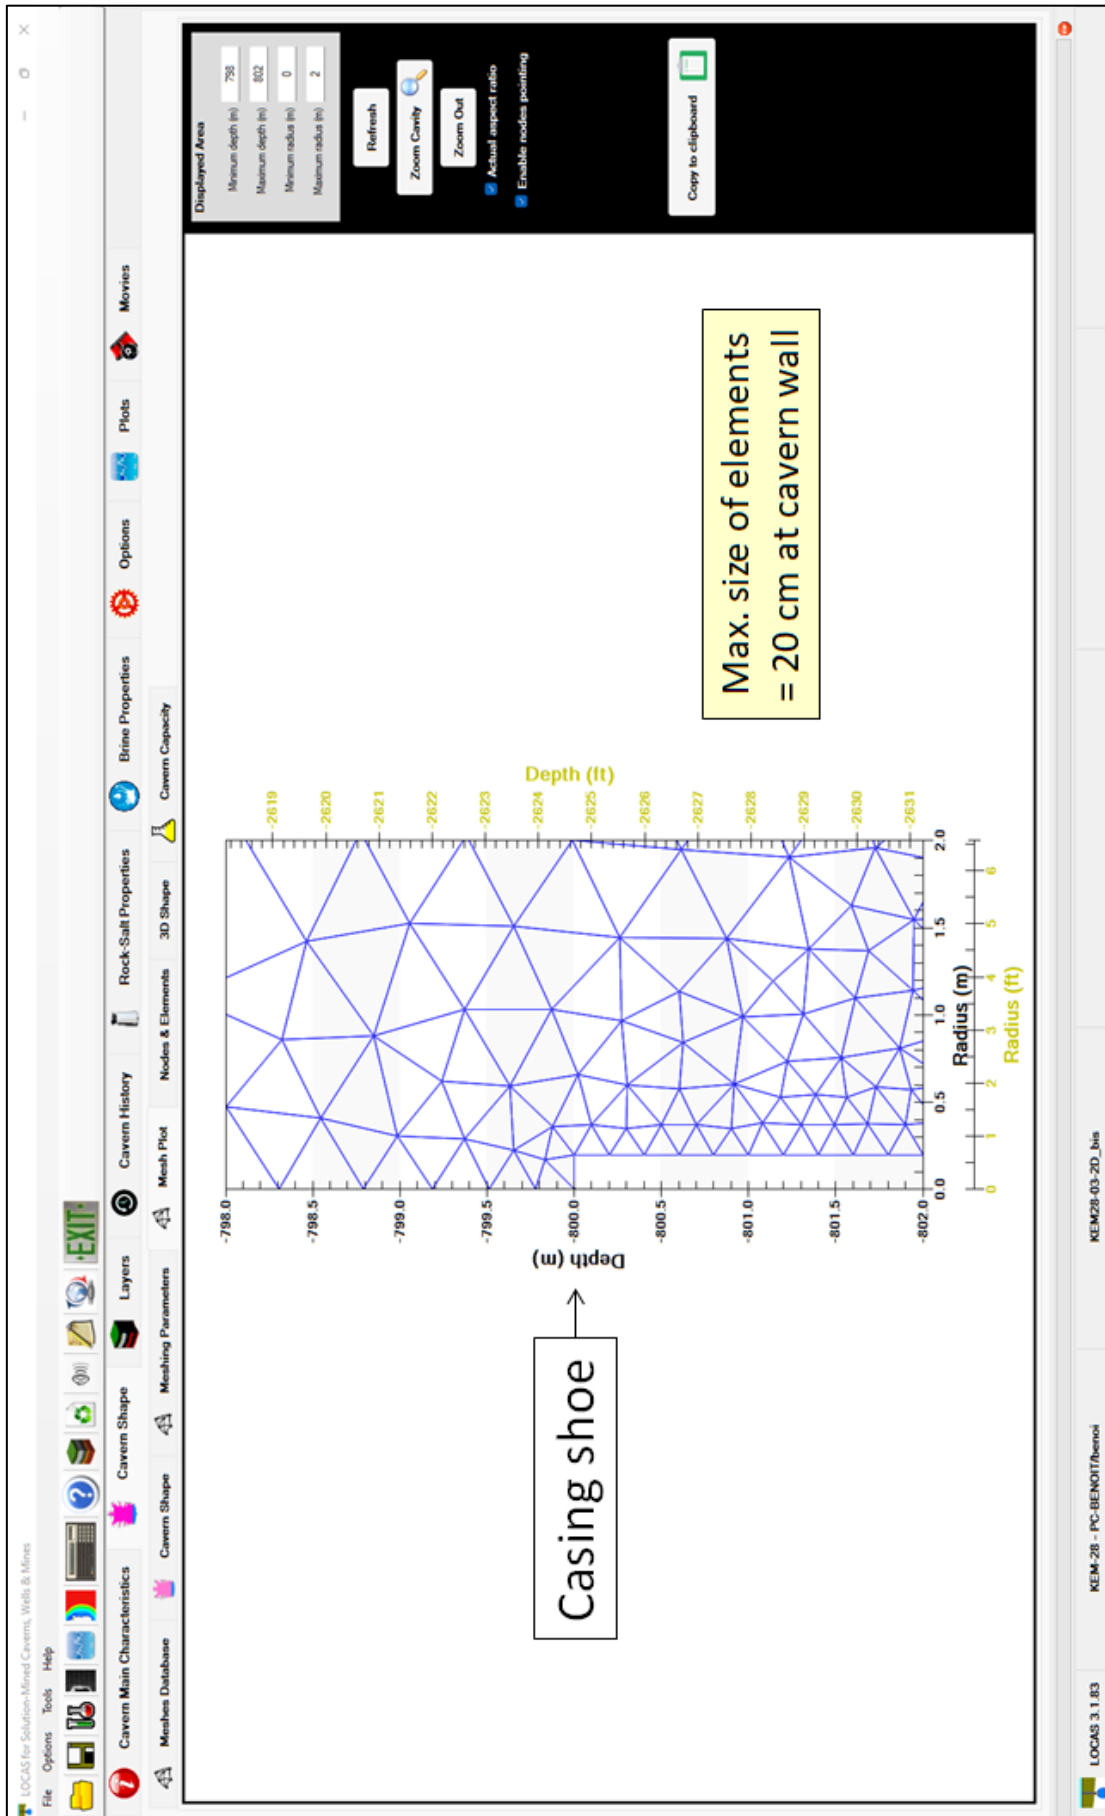 LOCAS for Solution-Mined Caverns, Wells & Mines
File Options Tools Help
EXIT
Cavern Main Characteristics
Cavern Shape
Layers
Cavern History
Rock-Salt Properties
Brine Properties
Options
Plots
Movies
Meshes Database
Cavern Shape
Meshing Parameters
Mesh Plot
Nodes & Elements
3D Shape
Cavern Capacity
Casing shoe
Depth (m)
-798.0
-798.5
-799.0
-799.5
-800.0
-800.5
-801.0
-801.5
-802.0
0.0
0.5
1.0
1.5
2.0
Radius (m)
0
1
2
3
4
5
6
Radius (ft)
-2619
-2620
-2621
-2622
-2623
-2624
-2625
-2626
-2627
-2628
-2629
-2630
-2631
Depth (ft)
Max. size of elements
= 20 cm at cavern wall
Displayed Area
Minimum depth (m) 798
Maximum depth (m) 802
Minimum radius (m) 0
Maximum radius (m) 2
Refresh
Zoom Cavity
Zoom Out
Actual aspect ratio
Enable nodes pointing
Copy to clipboard
LOCAS 3.1.83
KEM-28 - PC-BENOIT/benoi
KEM28-03-2D_bis